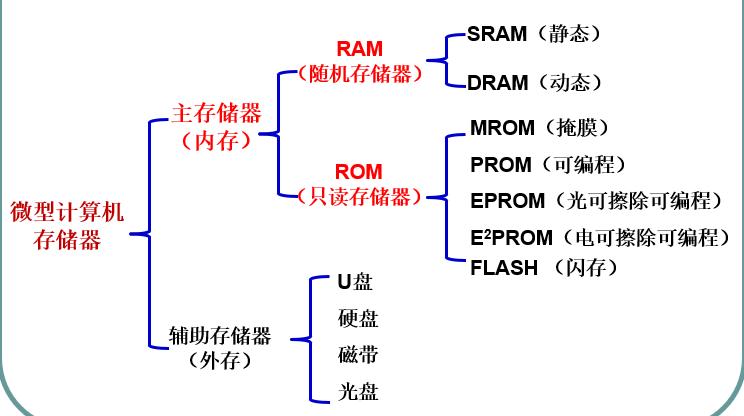 微型计算机
存储器
主存储器
（内存）
RAM
（随机存储器）
SRAM（静态）
DRAM（动态）
ROM
（只读存储器）
MROM（掩膜）
PROM（可编程）
EPROM（光可擦除可编程）
E²PROM（电可擦除可编程）
FLASH （闪存）
辅助存储器
（外存）
U盘
硬盘
磁带
光盘